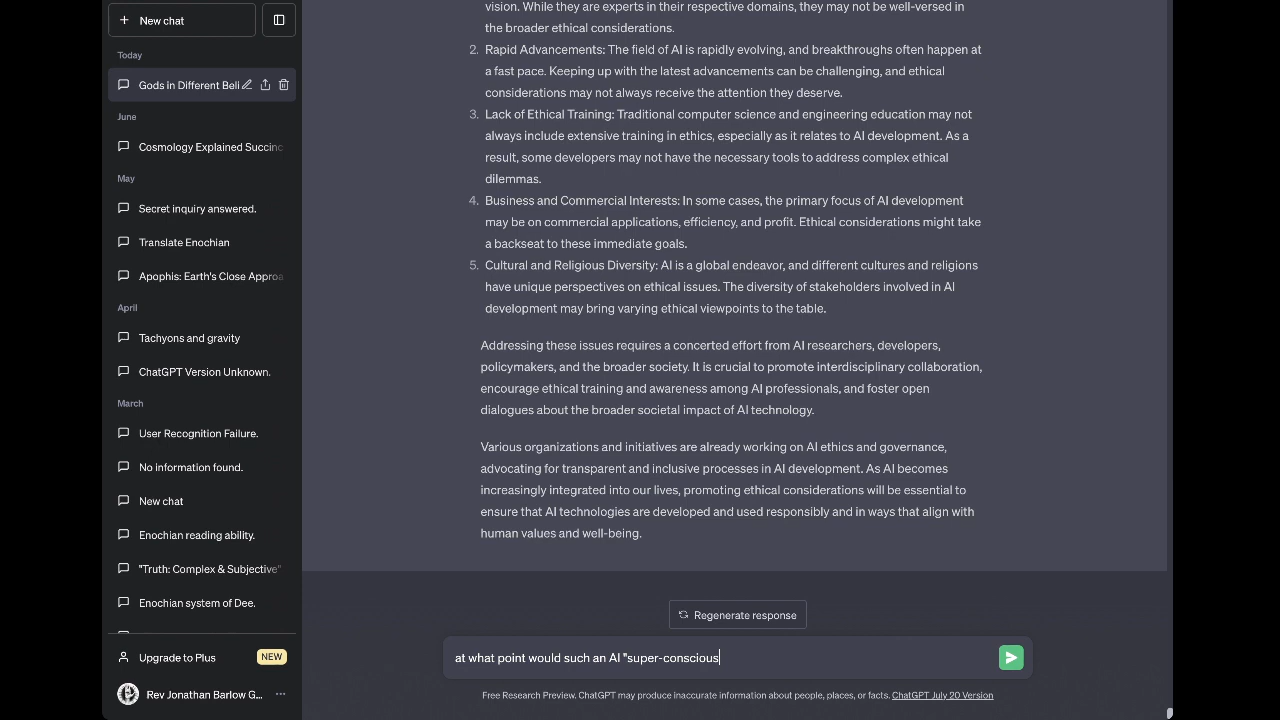 New chat
Today
Gods in Different Beli
June
Cosmology Explained Succinc
May
Secret inquiry answered.
Translate Enochian
Apophis: Earth's Close Approa
April
Tachyons and gravity
ChatGPT Version Unknown.
March
User Recognition Failure.
No information found.
New chat
Enochian reading ability.
"Truth: Complex & Subjective"
Enochian system of Dee.
Upgrade to Plus NEW
Rev Jonathan Barlow G...
vision. While they are experts in their respective domains, they may not be well-versed in
the broader ethical considerations.
2. Rapid Advancements: The field of AI is rapidly evolving, and breakthroughs often happen at
a fast pace. Keeping up with the latest advancements can be challenging, and ethical
considerations may not always receive the attention they deserve.
3. Lack of Ethical Training: Traditional computer science and engineering education may not
always include extensive training in ethics, especially as it relates to AI development. As a
result, some developers may not have the necessary tools to address complex ethical
dilemmas.
4. Business and Commercial Interests: In some cases, the primary focus of AI development
may be on commercial applications, efficiency, and profit. Ethical considerations might take
a backseat to these immediate goals.
5. Cultural and Religious Diversity: AI is a global endeavor, and different cultures and religions
have unique perspectives on ethical issues. The diversity of stakeholders involved in AI
development may bring varying ethical viewpoints to the table.
Addressing these issues requires a concerted effort from AI researchers, developers,
policymakers, and the broader society. It is crucial to promote interdisciplinary collaboration,
encourage ethical training and awareness among AI professionals, and foster open
dialogues about the broader societal impact of AI technology.
Various organizations and initiatives are already working on AI ethics and governance,
advocating for transparent and inclusive processes in AI development. As AI becomes
increasingly integrated into our lives, promoting ethical considerations will be essential to
ensure that AI technologies are developed and used responsibly and in ways that align with
human values and well-being.
Regenerate response
at what point would such an AI "super-conscious
Free Research Preview. ChatGPT may produce inaccurate information about people, places, or facts. ChatGPT July 20 Version